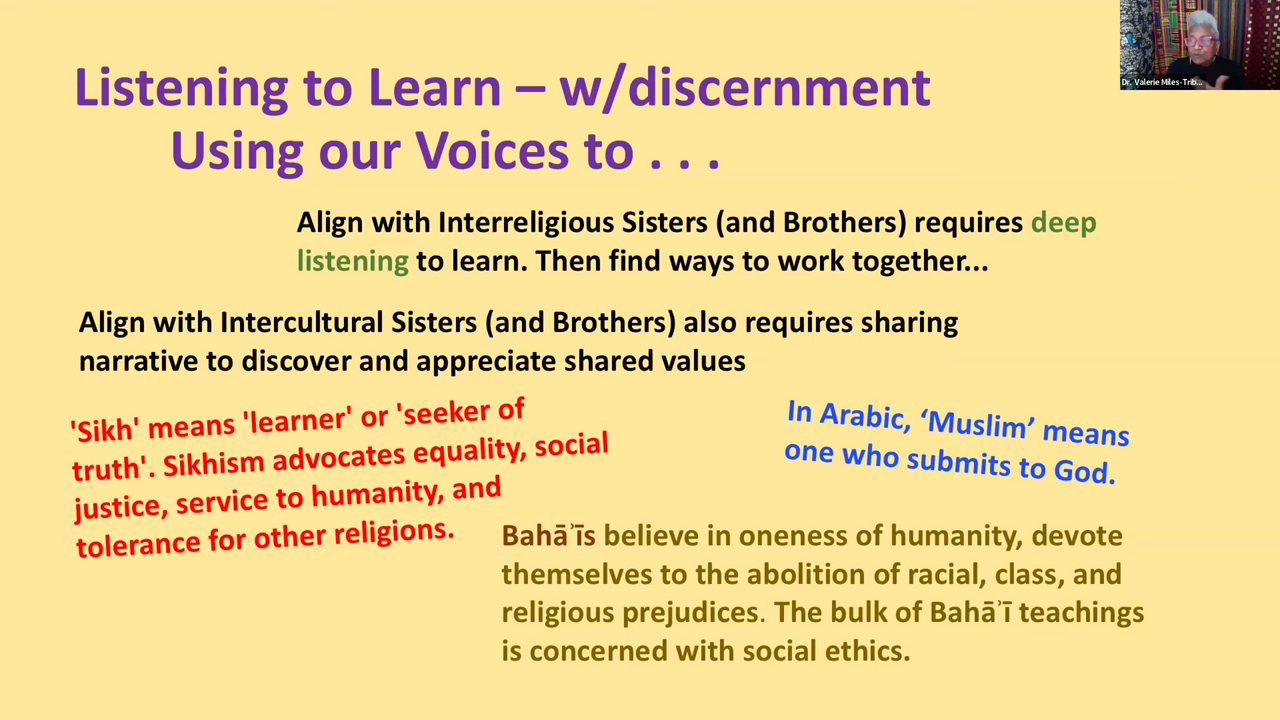 Listening to Learn – w/discernment
Using our Voices to . . .
Align with Interreligious Sisters (and Brothers) requires deep
listening to learn. Then find ways to work together...
Align with Intercultural Sisters (and Brothers) also requires sharing
narrative to discover and appreciate shared values
'Sikh' means 'learner' or 'seeker of
truth'. Sikhism advocates equality, social
justice, service to humanity, and
tolerance for other religions.
In Arabic, ‘Muslim’ means
one who submits to God.
Bahāʾīs believe in oneness of humanity, devote
themselves to the abolition of racial, class, and
religious prejudices. The bulk of Bahāʾī teachings
is concerned with social ethics.
Dr. Valerie Miles-Trib...